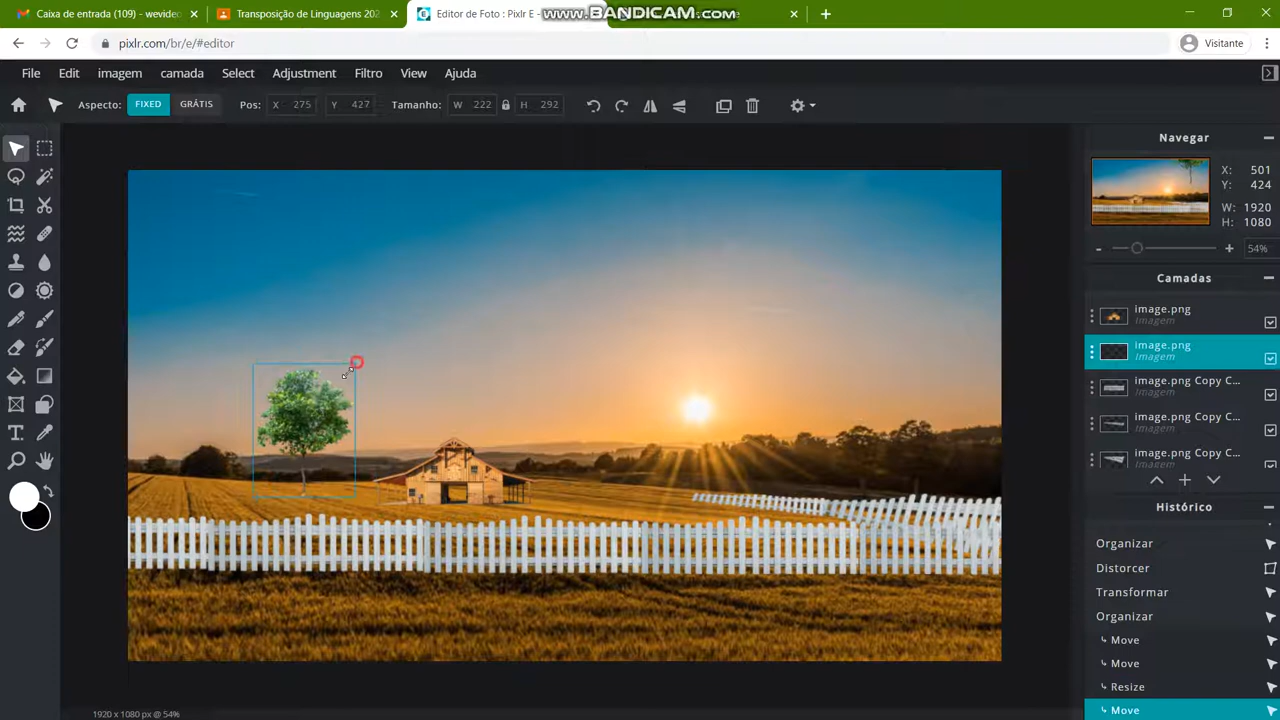 Caixa de entrada (109) - wevideo
Transposição de Linguagens 202
Editor de Foto : Pixlr E -
WWW.BANDICAM.COM
pixlr.com/br/e/#editor
Visitante
File Edit imagem camada Select Adjustment Filtro View Ajuda
Aspecto: FIXED GRÁTIS Pos: X 275 Y 427 Tamanho: W 222 H 292
Navegar
X: 501
Y: 424
W: 1920
H: 1080
- + 54%
Camadas
image.png
Imagem
image.png
Imagem
image.png Copy C...
Imagem
image.png Copy C...
Imagem
image.png Copy C...
Imagem
Histórico
Organizar
Distorcer
Transformar
Organizar
Move
Move
Resize
Move
1920 x 1080 px @ 54%